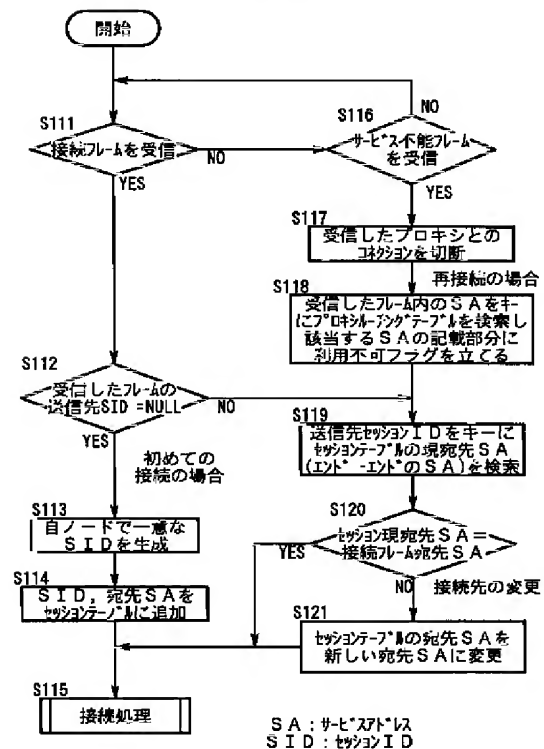 開始
S111
接続フレームを受信
NO
YES
S116
NO
サービス不能フレーム
を受信
YES
S117
受信したプロキシとの
コネクションを切断
再接続の場合
S118
受信したフレーム内のSAをキー
にプロキシルーチングテーブルを検索し
該当するSAの記載部分に
利用不可フラグを立てる
S112
受信したフレームの
送信先SID =NULL
NO
YES
初めての
接続の場合
S119
送信先セッションIDをキーに
セッションテーブルの現宛先SA
(エンド-エンドのSA)を検索
S113
自ノードで一意な
SIDを生成
S120
セッション現宛先SA=
接続フレーム宛先SA
YES
NO
接続先の変更
S114
SID, 宛先SAを
セッションテーブルに追加
S121
セッションテーブルの宛先SAを
新しい宛先SAに変更
S115
接続処理
SA:サービスアドレス
SID:セッションID